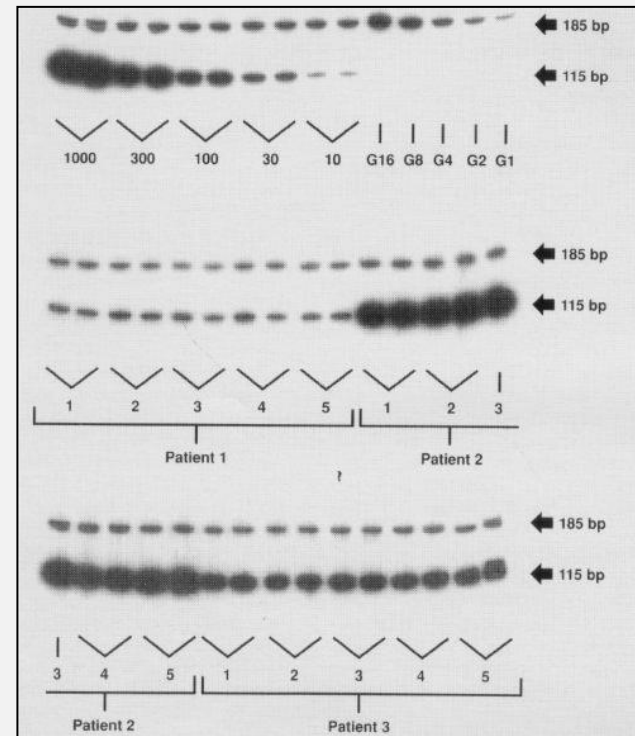 185 bp
115 bp
1000 300 100 30 10 G16 G8 G4 G2 G1
185 bp
115 bp
1 2 3 4 5 1 2 3
Patient 1 Patient 2
?
185 bp
115 bp
3 4 5 1 2 3 4 5
Patient 2 Patient 3